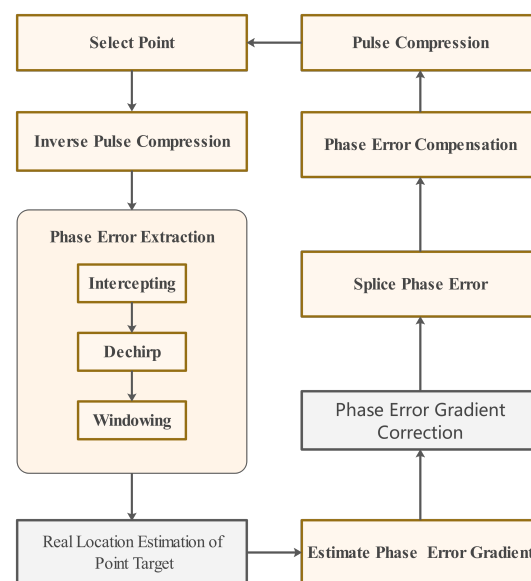 Select Point
Pulse Compression
Inverse Pulse Compression
Phase Error Compensation
Phase Error Extraction
Intercepting
Dechirp
Windowing
Splice Phase Error
Phase Error Gradient
Correction
Real Location Estimation of
Point Target
Estimate Phase Error Gradient